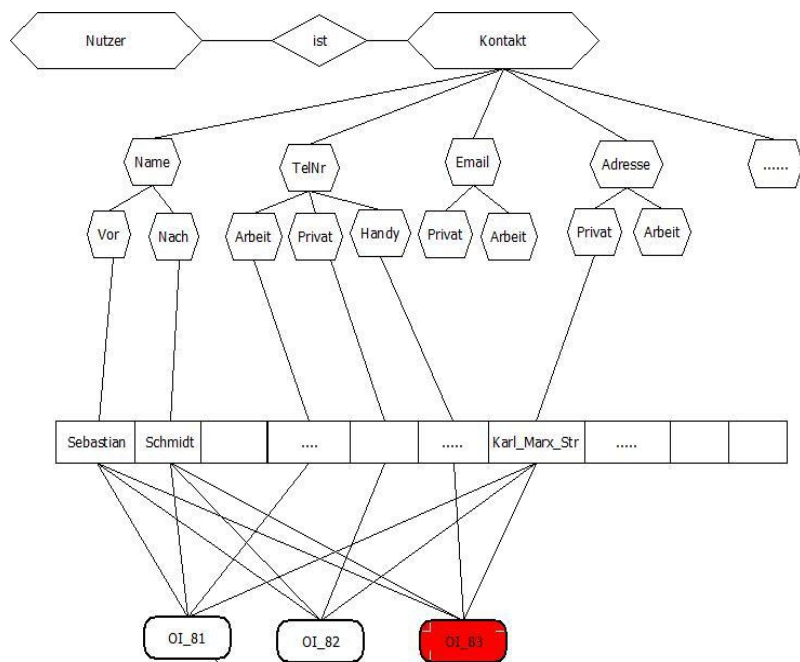 Nutzer
ist
Kontakt
Name
TelNr
Email
Adresse
......
Vor
Nach
Arbeit
Privat
Handy
Privat
Arbeit
Privat
Arbeit
Sebastian
Schmidt
....
.....
Karl_Marx_Str
.....
OI_81
OI_82
OI_83